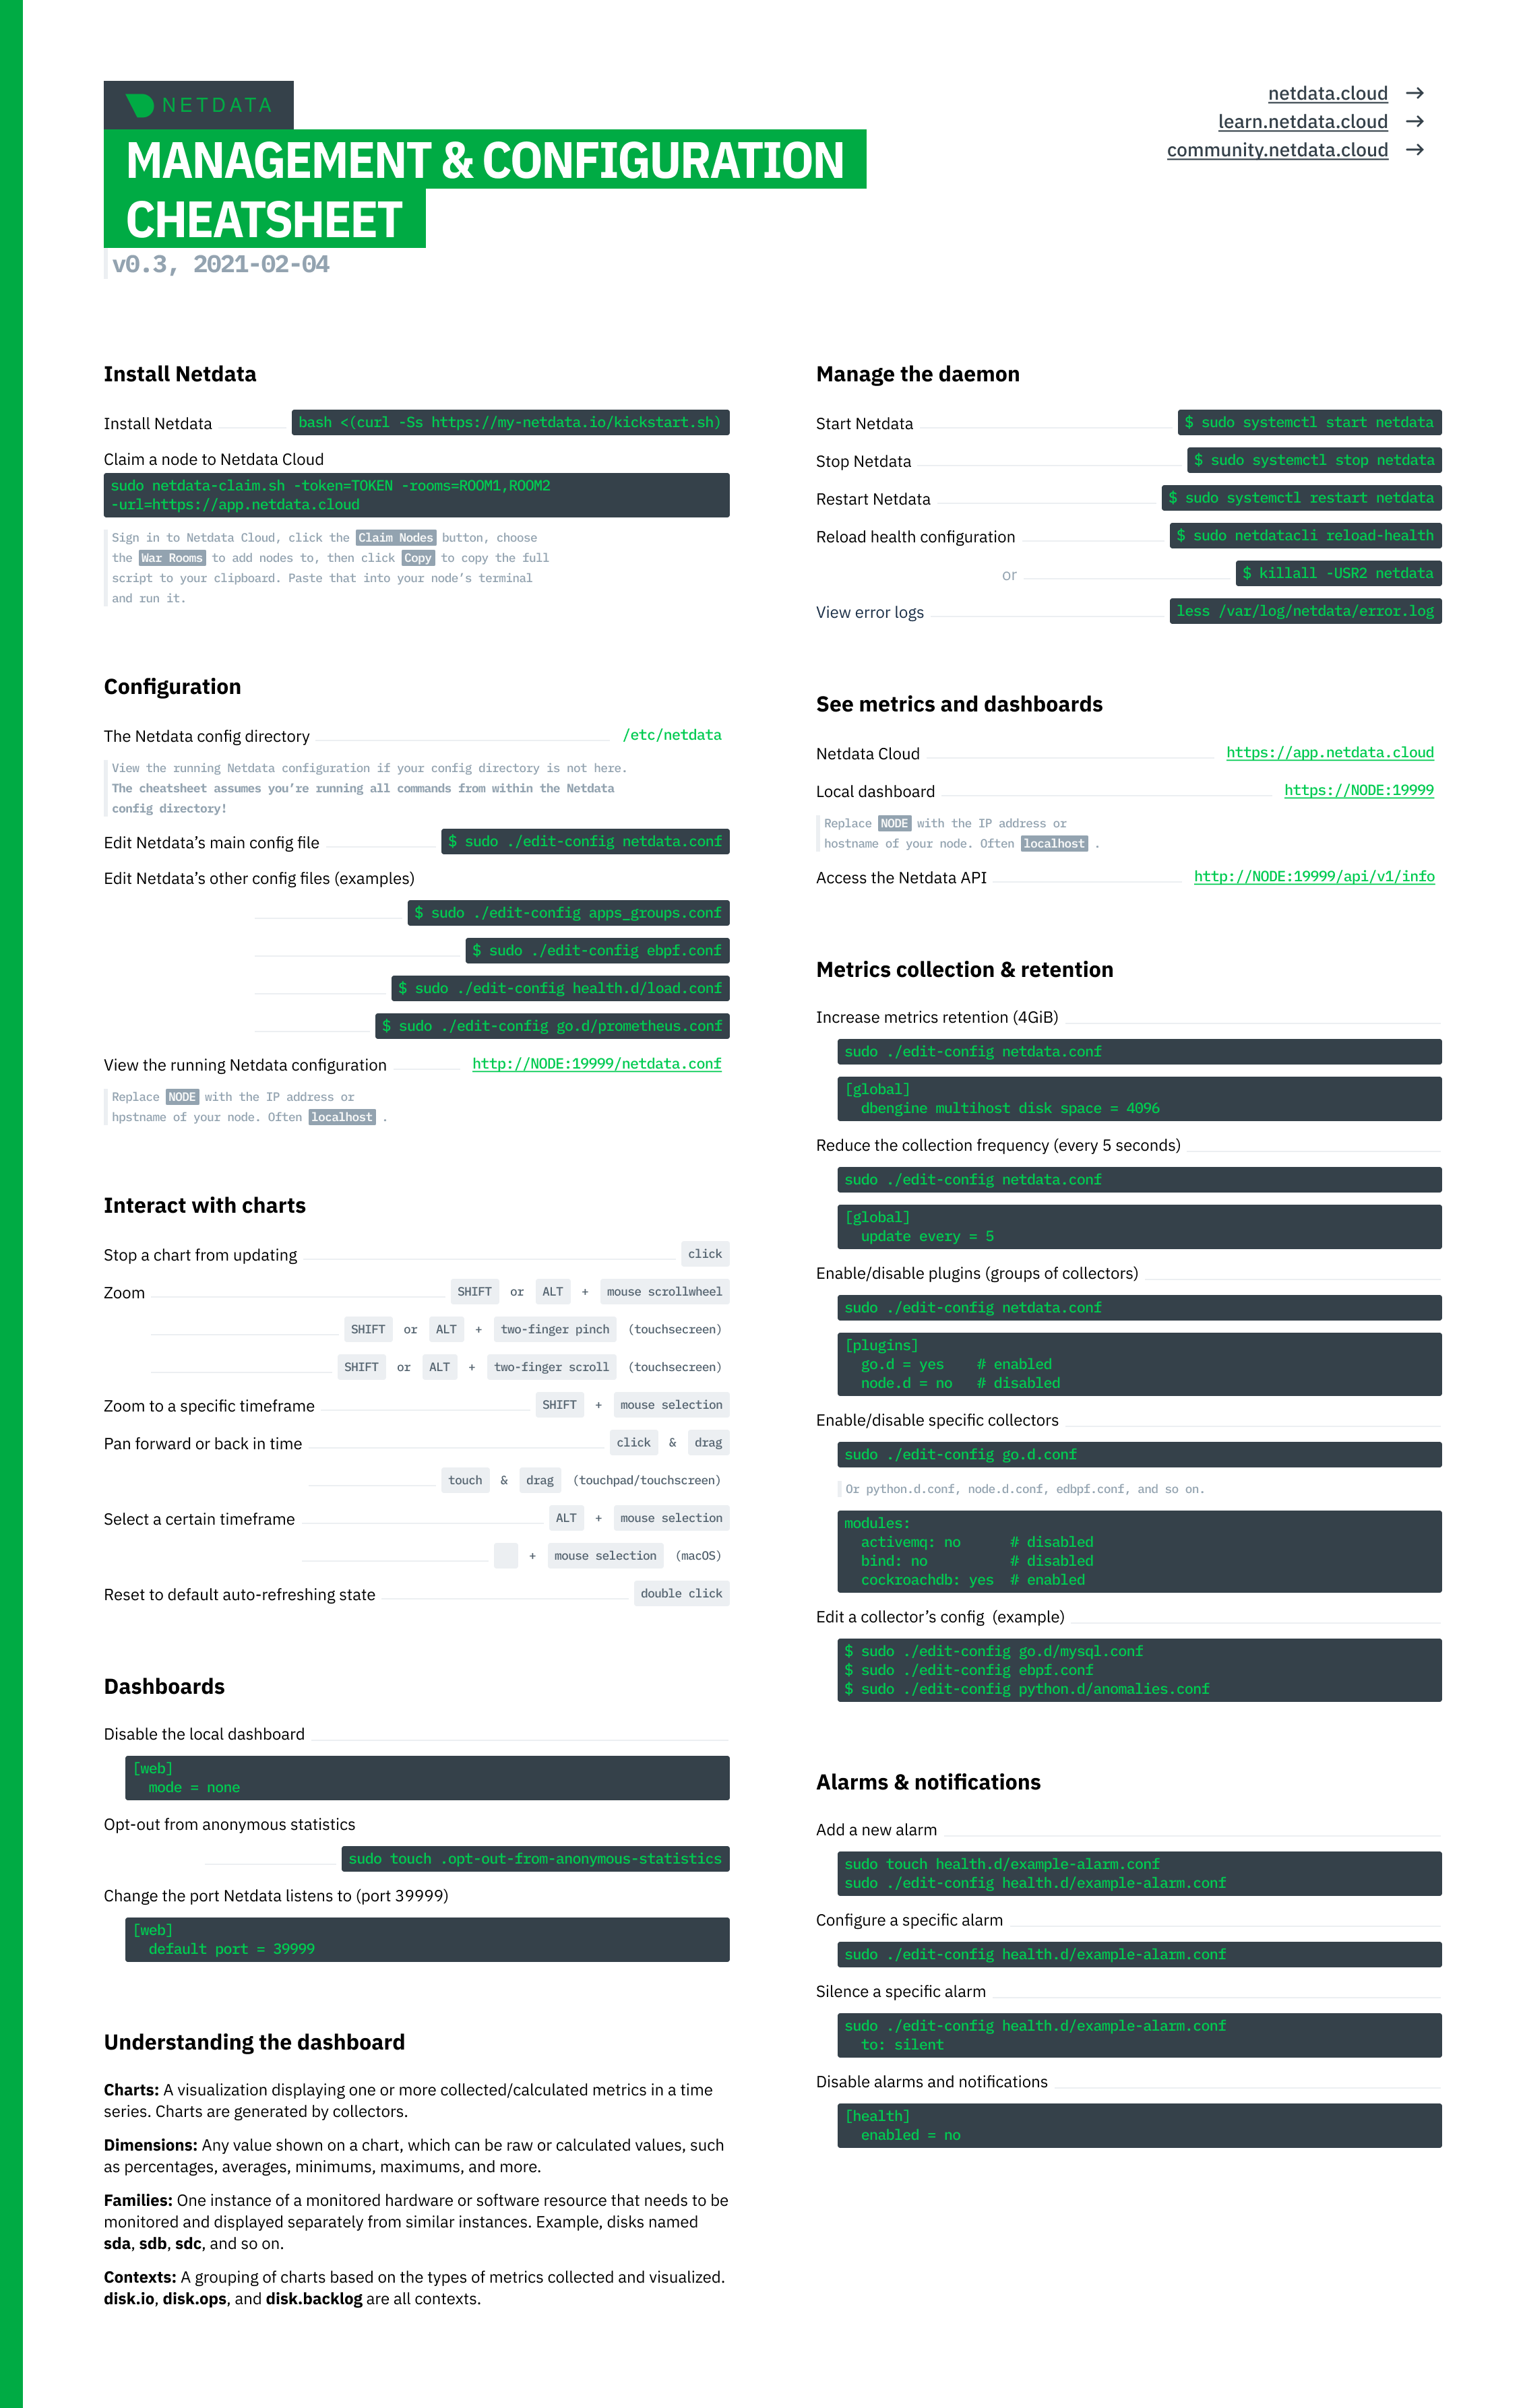 NETDATA
MANAGEMENT & CONFIGURATION
CHEATSHEET
v0.3, 2021-02-04
netdata.cloud →
learn.netdata.cloud →
community.netdata.cloud →
Install Netdata
Install Netdata bash <(curl -Ss https://my-netdata.io/kickstart.sh)
Claim a node to Netdata Cloud
sudo netdata-claim.sh -token=TOKEN -rooms=ROOM1,ROOM2
-url=https://app.netdata.cloud
Sign in to Netdata Cloud, click the Claim Nodes button, choose
the War Rooms to add nodes to, then click Copy to copy the full
script to your clipboard. Paste that into your node’s terminal
and run it.
Configuration
The Netdata config directory /etc/netdata
View the running Netdata configuration if your config directory is not here.
The cheatsheet assumes you’re running all commands from within the Netdata
config directory!
Edit Netdata’s main config file $ sudo ./edit-config netdata.conf
Edit Netdata’s other config files (examples)
$ sudo ./edit-config apps_groups.conf
$ sudo ./edit-config ebpf.conf
$ sudo ./edit-config health.d/load.conf
$ sudo ./edit-config go.d/prometheus.conf
View the running Netdata configuration http://NODE:19999/netdata.conf
Replace NODE with the IP address or
hpstname of your node. Often localhost .
Interact with charts
Stop a chart from updating click
Zoom SHIFT or ALT + mouse scrollwheel
SHIFT or ALT + two-finger pinch (touchsecreen)
SHIFT or ALT + two-finger scroll (touchsecreen)
Zoom to a specific timeframe SHIFT + mouse selection
Pan forward or back in time click & drag
touch & drag (touchpad/touchscreen)
Select a certain timeframe ALT + mouse selection
+ mouse selection (macOS)
Reset to default auto-refreshing state double click
Dashboards
Disable the local dashboard
[web]
mode = none
Opt-out from anonymous statistics
sudo touch .opt-out-from-anonymous-statistics
Change the port Netdata listens to (port 39999)
[web]
default port = 39999
Understanding the dashboard
Charts: A visualization displaying one or more collected/calculated metrics in a time
series. Charts are generated by collectors.
Dimensions: Any value shown on a chart, which can be raw or calculated values, such
as percentages, averages, minimums, maximums, and more.
Families: One instance of a monitored hardware or software resource that needs to be
monitored and displayed separately from similar instances. Example, disks named
sda, sdb, sdc, and so on.
Contexts: A grouping of charts based on the types of metrics collected and visualized.
disk.io, disk.ops, and disk.backlog are all contexts.
Manage the daemon
Start Netdata $ sudo systemctl start netdata
Stop Netdata $ sudo systemctl stop netdata
Restart Netdata $ sudo systemctl restart netdata
Reload health configuration $ sudo netdatacli reload-health
or $ killall -USR2 netdata
View error logs less /var/log/netdata/error.log
See metrics and dashboards
Netdata Cloud https://app.netdata.cloud
Local dashboard https://NODE:19999
Replace NODE with the IP address or
hostname of your node. Often localhost .
Access the Netdata API http://NODE:19999/api/v1/info
Metrics collection & retention
Increase metrics retention (4GiB)
sudo ./edit-config netdata.conf
[global]
dbengine multihost disk space = 4096
Reduce the collection frequency (every 5 seconds)
sudo ./edit-config netdata.conf
[global]
update every = 5
Enable/disable plugins (groups of collectors)
sudo ./edit-config netdata.conf
[plugins]
go.d = yes # enabled
node.d = no # disabled
Enable/disable specific collectors
sudo ./edit-config go.d.conf
Or python.d.conf, node.d.conf, edbpf.conf, and so on.
modules:
activemq: no # disabled
bind: no # disabled
cockroachdb: yes # enabled
Edit a collector’s config (example)
$ sudo ./edit-config go.d/mysql.conf
$ sudo ./edit-config ebpf.conf
$ sudo ./edit-config python.d/anomalies.conf
Alarms & notifications
Add a new alarm
sudo touch health.d/example-alarm.conf
sudo ./edit-config health.d/example-alarm.conf
Configure a specific alarm
sudo ./edit-config health.d/example-alarm.conf
Silence a specific alarm
sudo ./edit-config health.d/example-alarm.conf
to: silent
Disable alarms and notifications
[health]
enabled = no